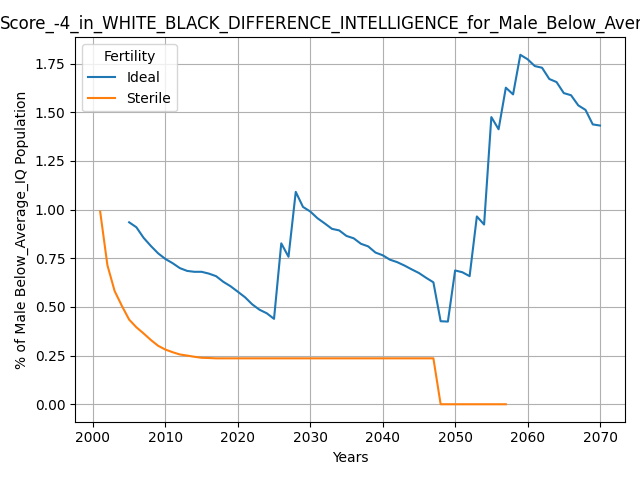 Score_-4_in_WHITE_BLACK_DIFFERENCE_INTELLIGENCE_for_Male_Below_Aver
Fertility
Ideal
Sterile
% of Male Below_Average_IQ Population
1.75
1.50
1.25
1.00
0.75
0.50
0.25
0.00
2000 2010 2020 2030 2040 2050 2060 2070
Years